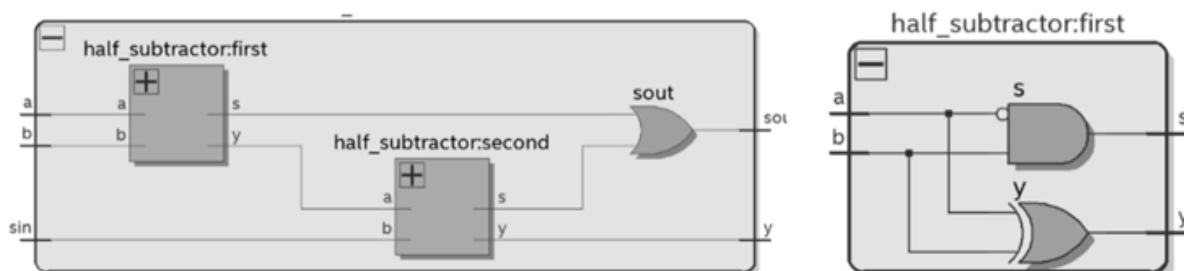 half_subtractor:first
a a s
b b y
sout
half_subtractor:second
a s
sin b y y
half_subtractor:first
a s
b
y
y